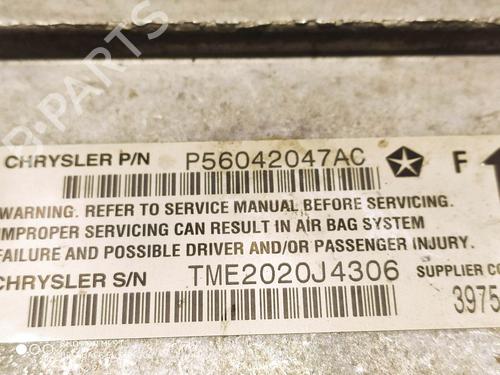 B-PARTS
CHRYSLER P/N P56042047AC F
WARNING. REFER TO SERVICE MANUAL BEFORE SERVICING.
IMPROPER SERVICING CAN RESULT IN AIR BAG SYSTEM
FAILURE AND POSSIBLE DRIVER AND/OR PASSENGER INJURY.
CHRYSLER S/N TME2020J4306 SUPPLIER CO
3975